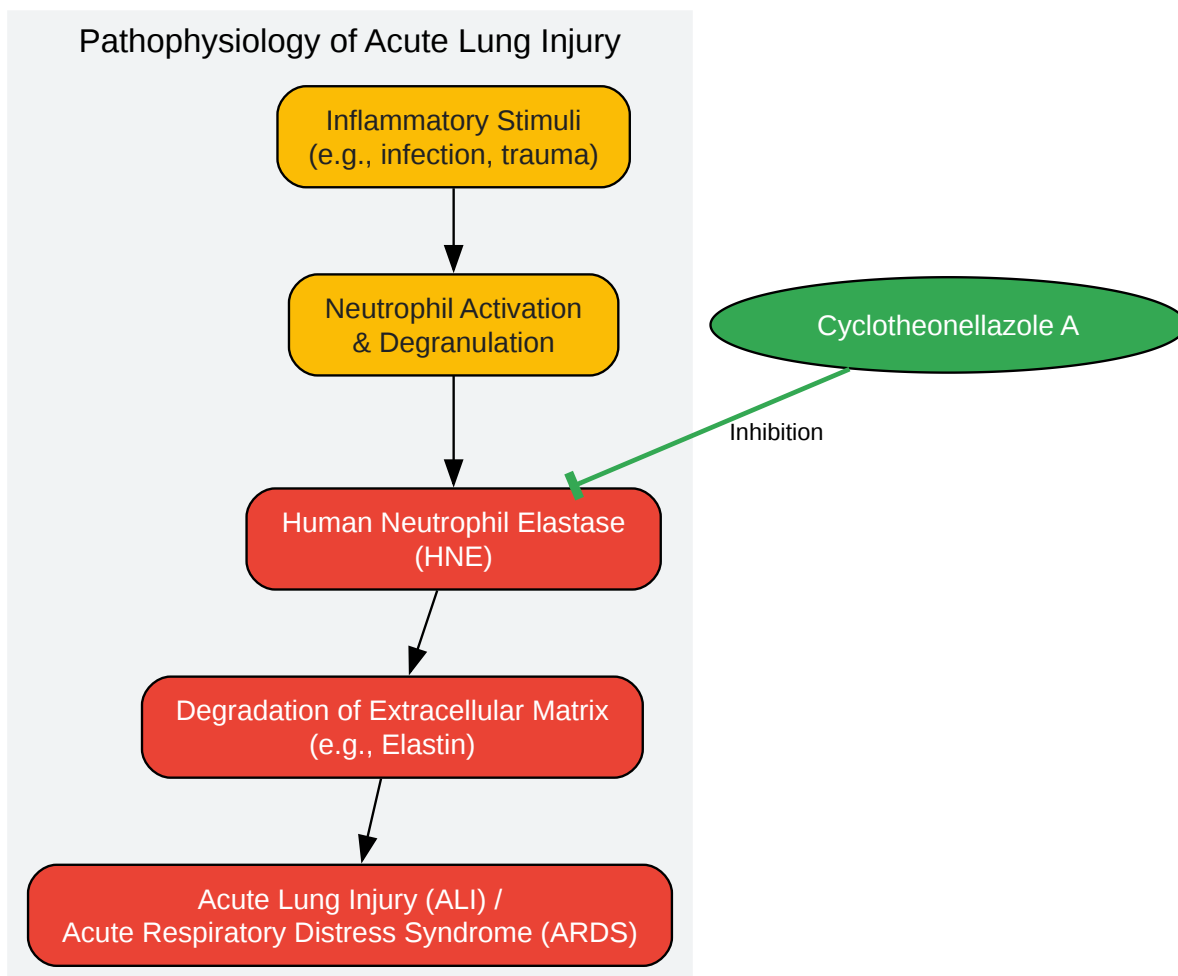 Pathophysiology of Acute Lung Injury
Inflammatory Stimuli
(e.g., infection, trauma)
Neutrophil Activation
& Degranulation
Cyclotheonellazole A
Inhibition
Human Neutrophil Elastase
(HNE)
Degradation of Extracellular Matrix
(e.g., Elastin)
Acute Lung Injury (ALI) /
Acute Respiratory Distress Syndrome (ARDS)